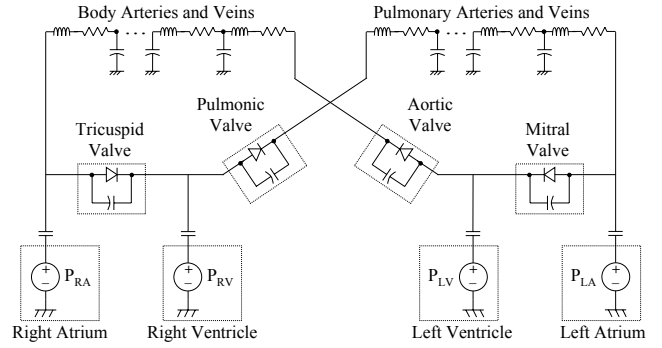 Body Arteries and Veins
Pulmonary Arteries and Veins
Pulmonic
Valve
Aortic
Valve
Tricuspid
Valve
Mitral
Valve
+
−
P_RA
+
−
P_RV
P_LV
+
−
P_LA
+
−
Right Atrium
Right Ventricle
Left Ventricle
Left Atrium